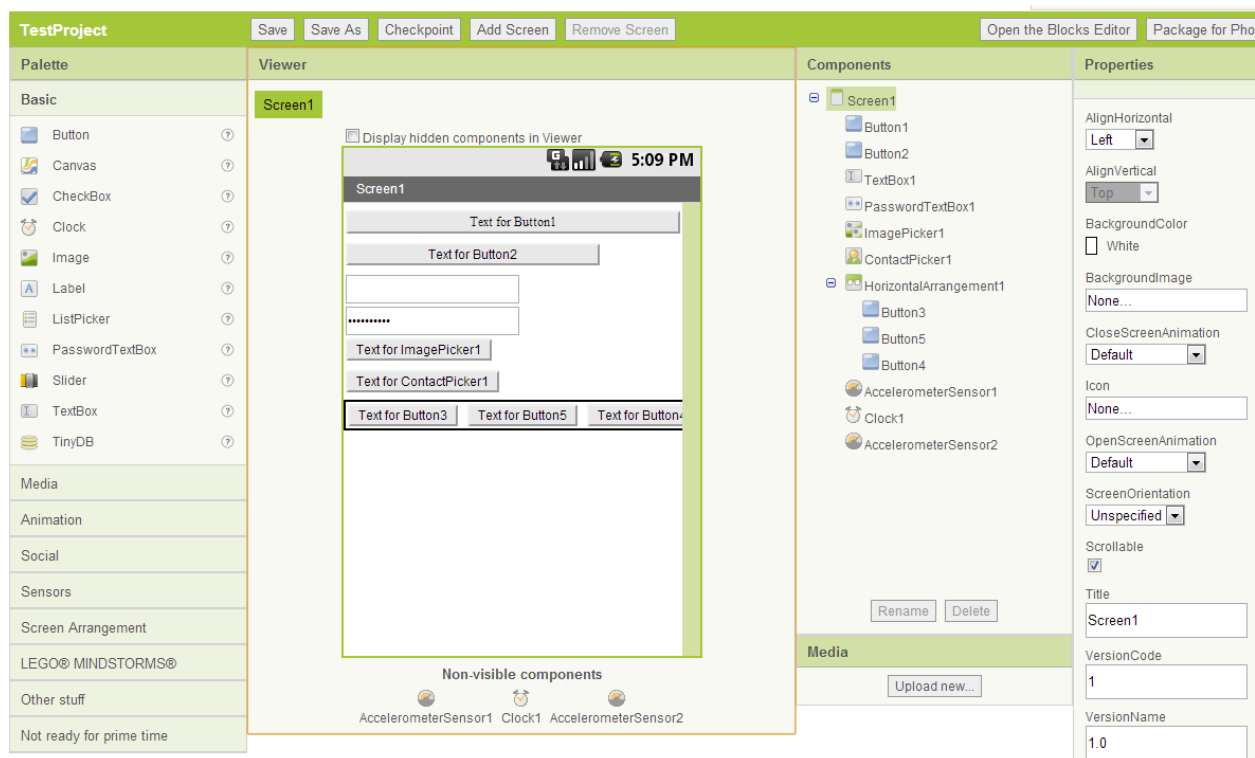 TestProject
Save
Save As
Checkpoint
Add Screen
Remove Screen
Open the Blocks Editor
Package for Pho
Palette
Basic
Button
Canvas
CheckBox
Clock
Image
Label
ListPicker
PasswordTextBox
Slider
TextBox
TinyDB
Media
Animation
Social
Sensors
Screen Arrangement
LEGO® MINDSTORMS®
Other stuff
Not ready for prime time
Viewer
Screen1
Display hidden components in Viewer
5:09 PM
Screen1
Text for Button1
Text for Button2
••••••••••
Text for ImagePicker1
Text for ContactPicker1
Text for Button3
Text for Button5
Text for Button4
Non-visible components
AccelerometerSensor1
Clock1
AccelerometerSensor2
Components
Screen1
Button1
Button2
TextBox1
PasswordTextBox1
ImagePicker1
ContactPicker1
HorizontalArrangement1
Button3
Button5
Button4
AccelerometerSensor1
Clock1
AccelerometerSensor2
Rename
Delete
Media
Upload new...
Properties
AlignHorizontal
Left
AlignVertical
Top
BackgroundColor
White
BackgroundImage
None...
CloseScreenAnimation
Default
Icon
None...
OpenScreenAnimation
Default
ScreenOrientation
Unspecified
Scrollable
Title
Screen1
VersionCode
1
VersionName
1.0